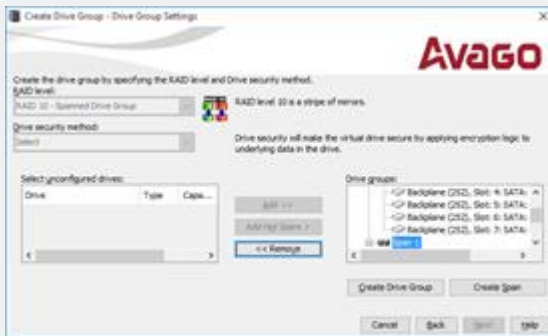 Create Drive Group - Drive Group Settings
AVAGO
Create the drive group by specifying the RAID level and Drive security method.
RAID level:
RAID 10 - Spanned Drive Group
RAID level 10 is a stripe of mirrors.
Drive security method:
Select
Drive security will make the virtual drive secure by applying encryption logic to
underlying data in the drive.
Select unconfigured drives:
Drive Type Capa...
Add >>
Add Hot Spare >
<< Remove
Drive groups:
Backplane (252), Slot: 4: SATA:
Backplane (252), Slot: 5: SATA:
Backplane (252), Slot: 6: SATA:
Backplane (252), Slot: 7: SATA:
Span 1
Create Drive Group Create Span
Cancel Back Next Help